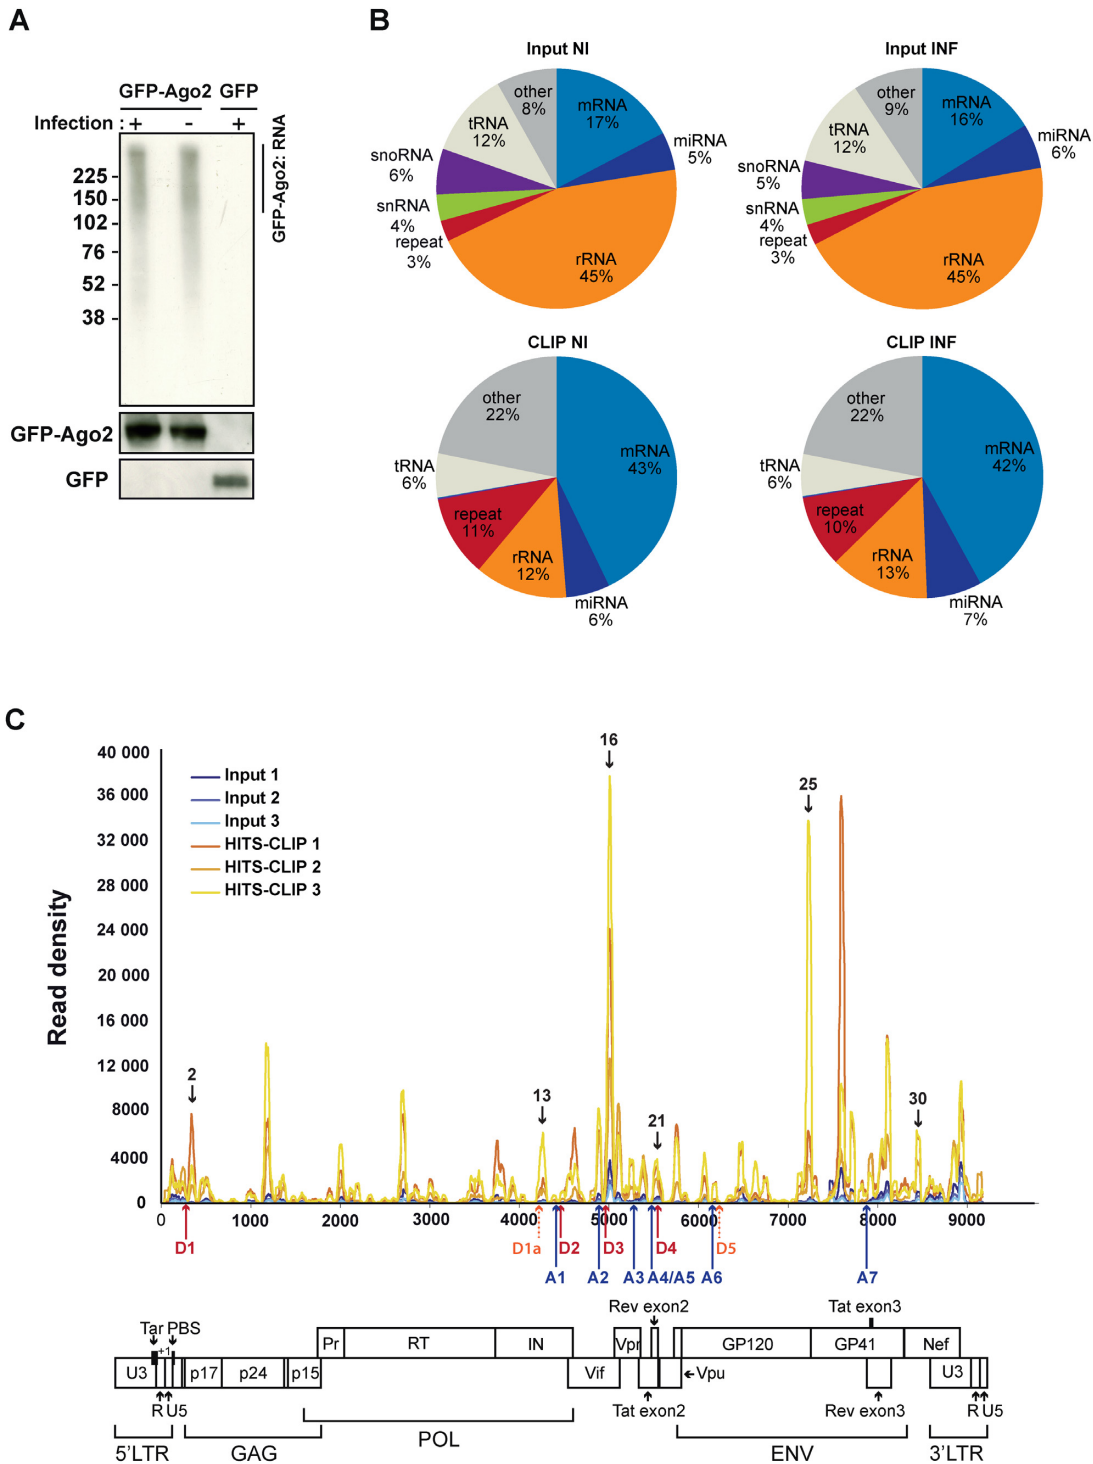 A
GFP-Ago2 GFP
Infection : + - +
225 -
150 -
102 -
76 -
52 -
38 -
GFP-Ago2: RNA
GFP-Ago2
GFP
B
Input NI
other
8%
mRNA
17%
miRNA
5%
rRNA
45%
repeat
3%
snRNA
4%
snoRNA
6%
tRNA
12%
Input INF
other
9%
mRNA
16%
miRNA
6%
rRNA
45%
repeat
3%
snRNA
4%
snoRNA
5%
tRNA
12%
CLIP NI
other
22%
mRNA
43%
miRNA
6%
rRNA
12%
repeat
11%
tRNA
6%
CLIP INF
other
22%
mRNA
42%
miRNA
7%
rRNA
13%
repeat
10%
tRNA
6%
C
Read density
40 000
36 000
32 000
28 000
24 000
20 000
16 000
12 000
8000
4000
0
Input 1
Input 2
Input 3
HITS-CLIP 1
HITS-CLIP 2
HITS-CLIP 3
2
13
16
21
25
30
0 1000 2000 3000 4000 5000 6000 7000 8000 9000
D1 D1a D2 D3 D4 D5
A1 A2 A3 A4/A5 A6 A7
Rev exon2 Tat exon3
Tar PBS
+1
Pr RT IN Vpr GP120 GP41 Nef
U3 p17 p24 p15 Vif Vpu U3
R U5 Tat exon2 Rev exon3 R U5
5'LTR GAG POL ENV 3'LTR